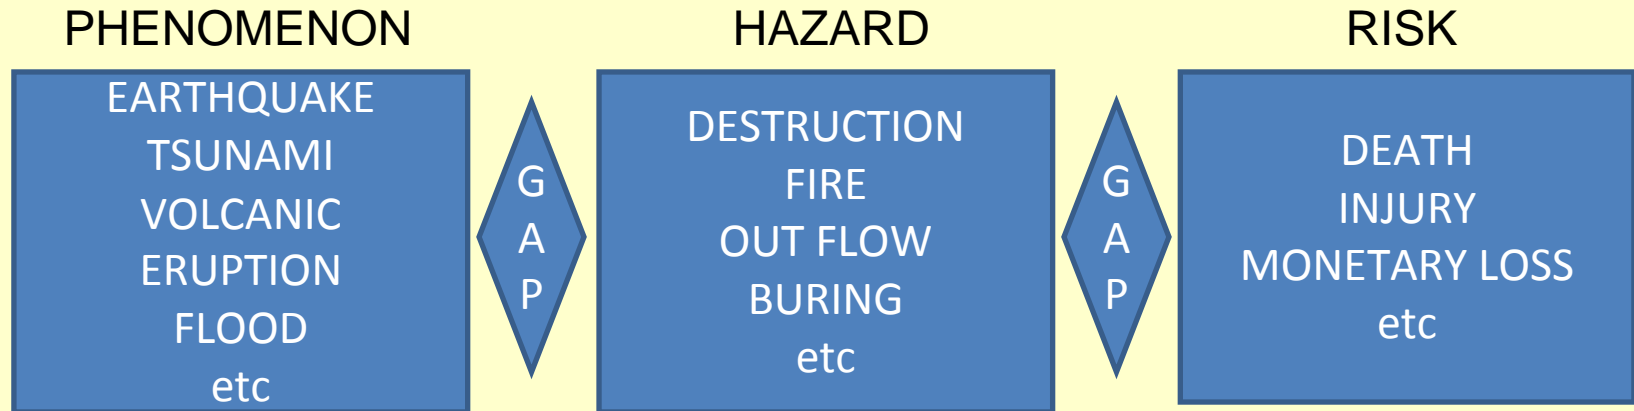 PHENOMENON
EARTHQUAKE
TSUNAMI
VOLCANIC
ERUPTION
FLOOD
etc
G
A
P
HAZARD
DESTRUCTION
FIRE
OUT FLOW
BURING
etc
G
A
P
RISK
DEATH
INJURY
MONETARY LOSS
etc